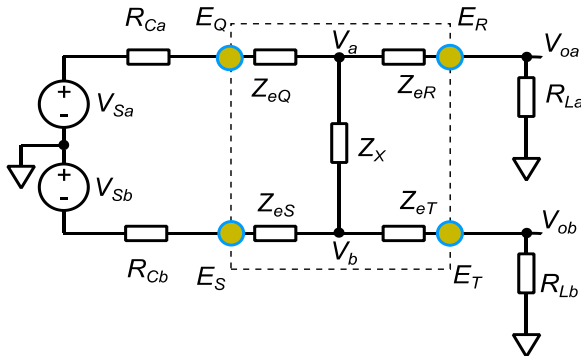 R_Ca E_Q V_a E_R V_oa
Z_eQ Z_eR
+ R_La
V_Sa
-
Z_X
+
V_Sb
- Z_eS Z_eT V_ob
R_Cb E_S V_b E_T R_Lb